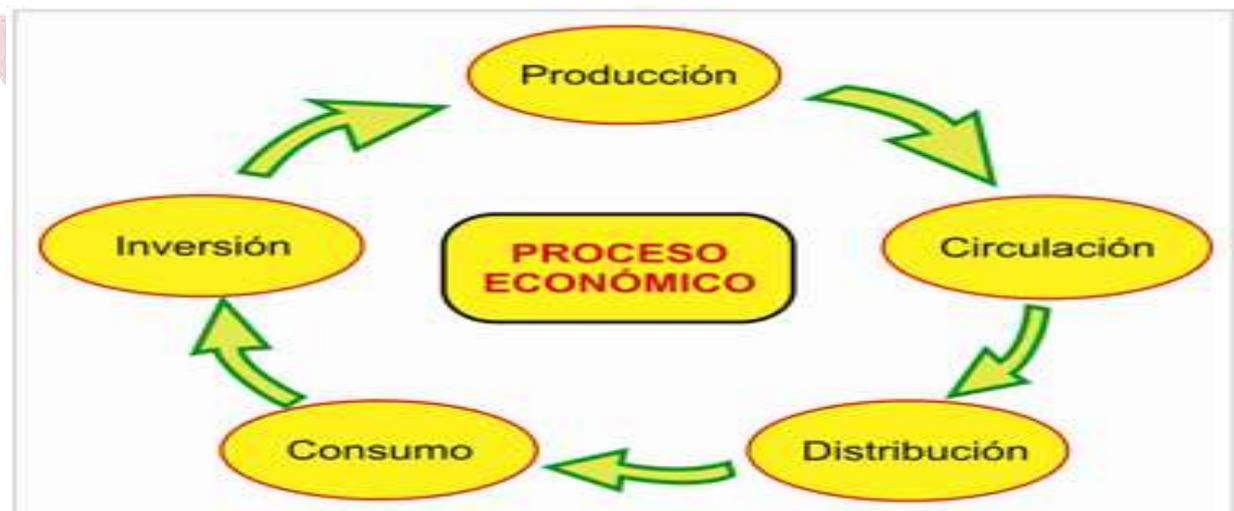 Producción
Inversión
PROCESO
ECONÓMICO
Circulación
Consumo
Distribución